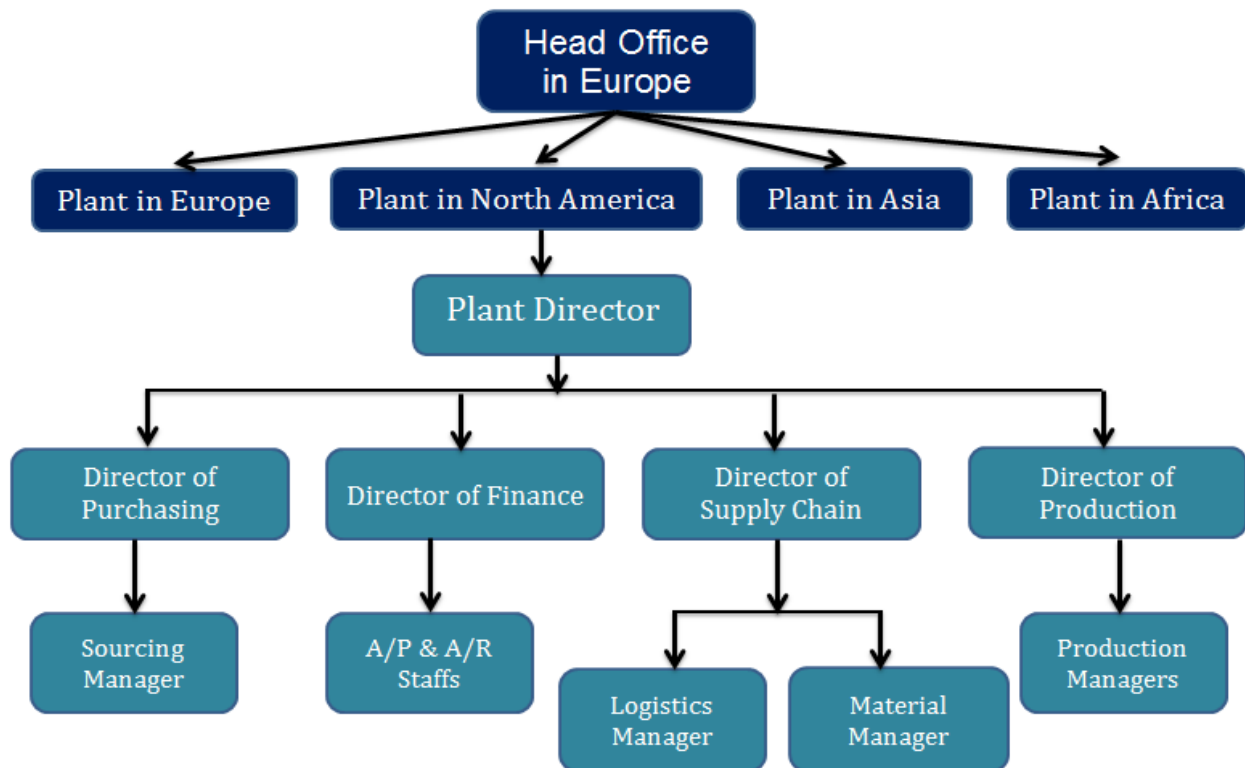 Head Office
in Europe
Plant in Europe
Plant in North America
Plant in Asia
Plant in Africa
Plant Director
Director of
Purchasing
Director of Finance
Director of
Supply Chain
Director of
Production
Sourcing
Manager
A/P & A/R
Staffs
Logistics
Manager
Material
Manager
Production
Managers